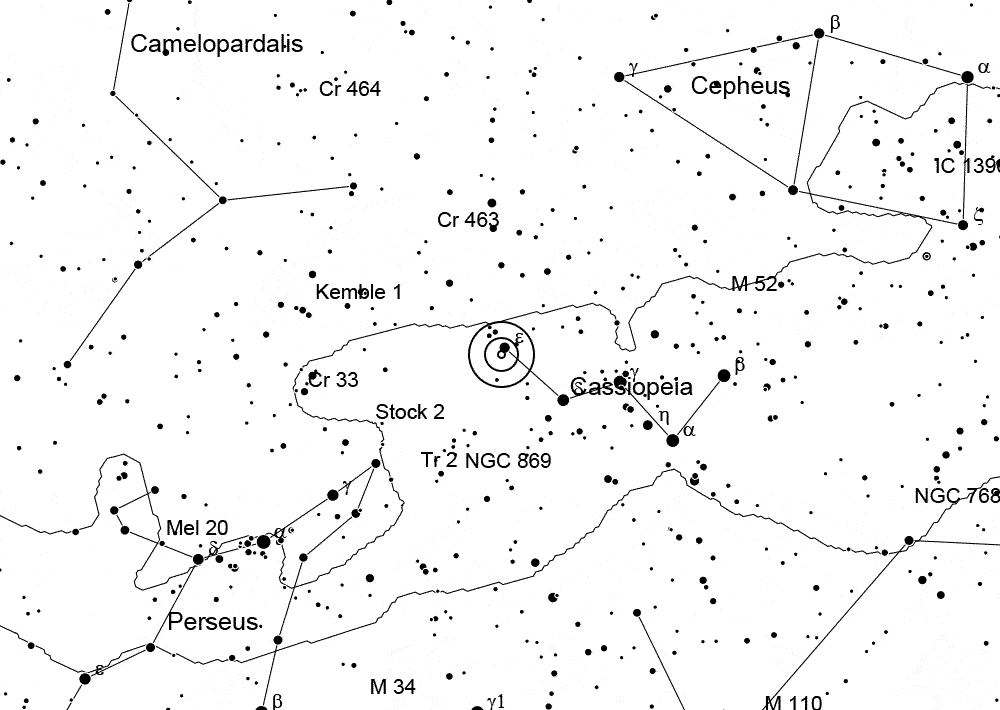 β
Camelopardalis
γ
α
Cepheus
Cr 464
IC 1396
Cr 463
ζ
M 52
Kemble 1
ε
β
Cr 33
δ
Cassiopeia
γ
Stock 2
η
α
Tr 2
NGC 869
γ
NGC 768
Mel 20
α
δ
Perseus
ε
M 34
β
γ1
M 110